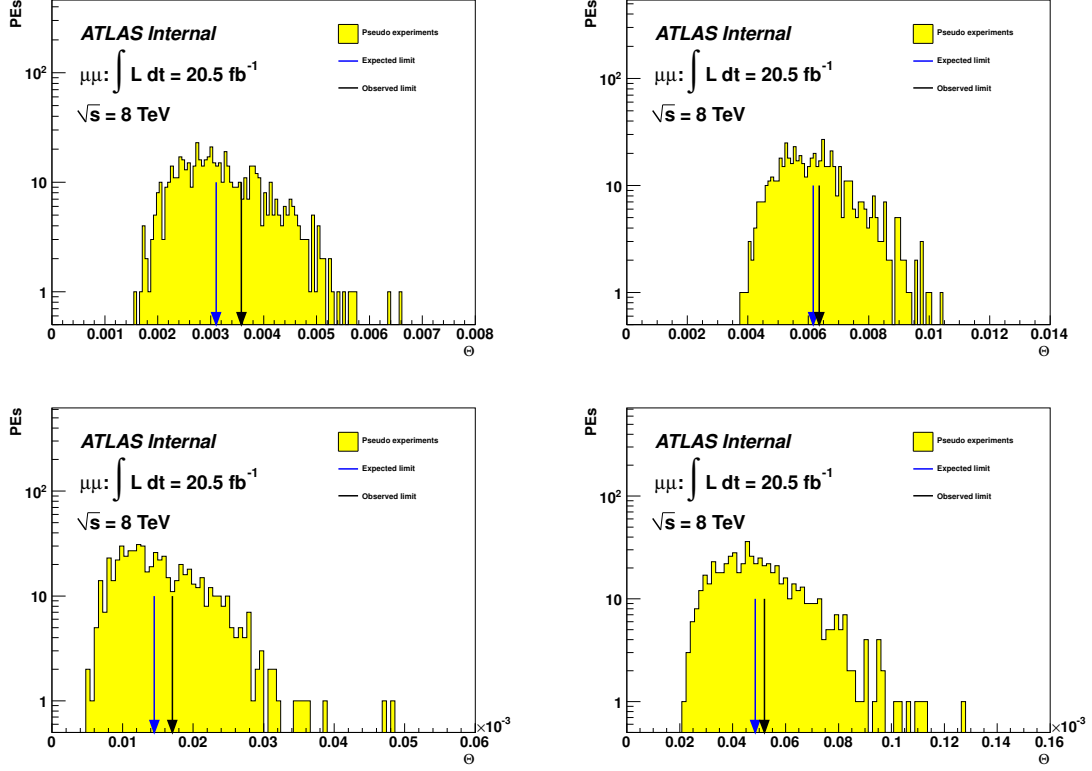 PEs
ATLAS Internal
μμ: ∫ L dt = 20.5 fb⁻¹
√s = 8 TeV
Pseudo experiments
Expected limit
Observed limit
10²
10
1
0 0.001 0.002 0.003 0.004 0.005 0.006 0.007 0.008
Θ
PEs
ATLAS Internal
μμ: ∫ L dt = 20.5 fb⁻¹
√s = 8 TeV
Pseudo experiments
Expected limit
Observed limit
10²
10
1
0 0.002 0.004 0.006 0.008 0.01 0.012 0.014
Θ
PEs
ATLAS Internal
μμ: ∫ L dt = 20.5 fb⁻¹
√s = 8 TeV
Pseudo experiments
Expected limit
Observed limit
10²
10
1
0 0.01 0.02 0.03 0.04 0.05 0.06
×10⁻³
Θ
PEs
ATLAS Internal
μμ: ∫ L dt = 20.5 fb⁻¹
√s = 8 TeV
Pseudo experiments
Expected limit
Observed limit
10²
10
1
0 0.02 0.04 0.06 0.08 0.1 0.12 0.14 0.16
×10⁻³
Θ